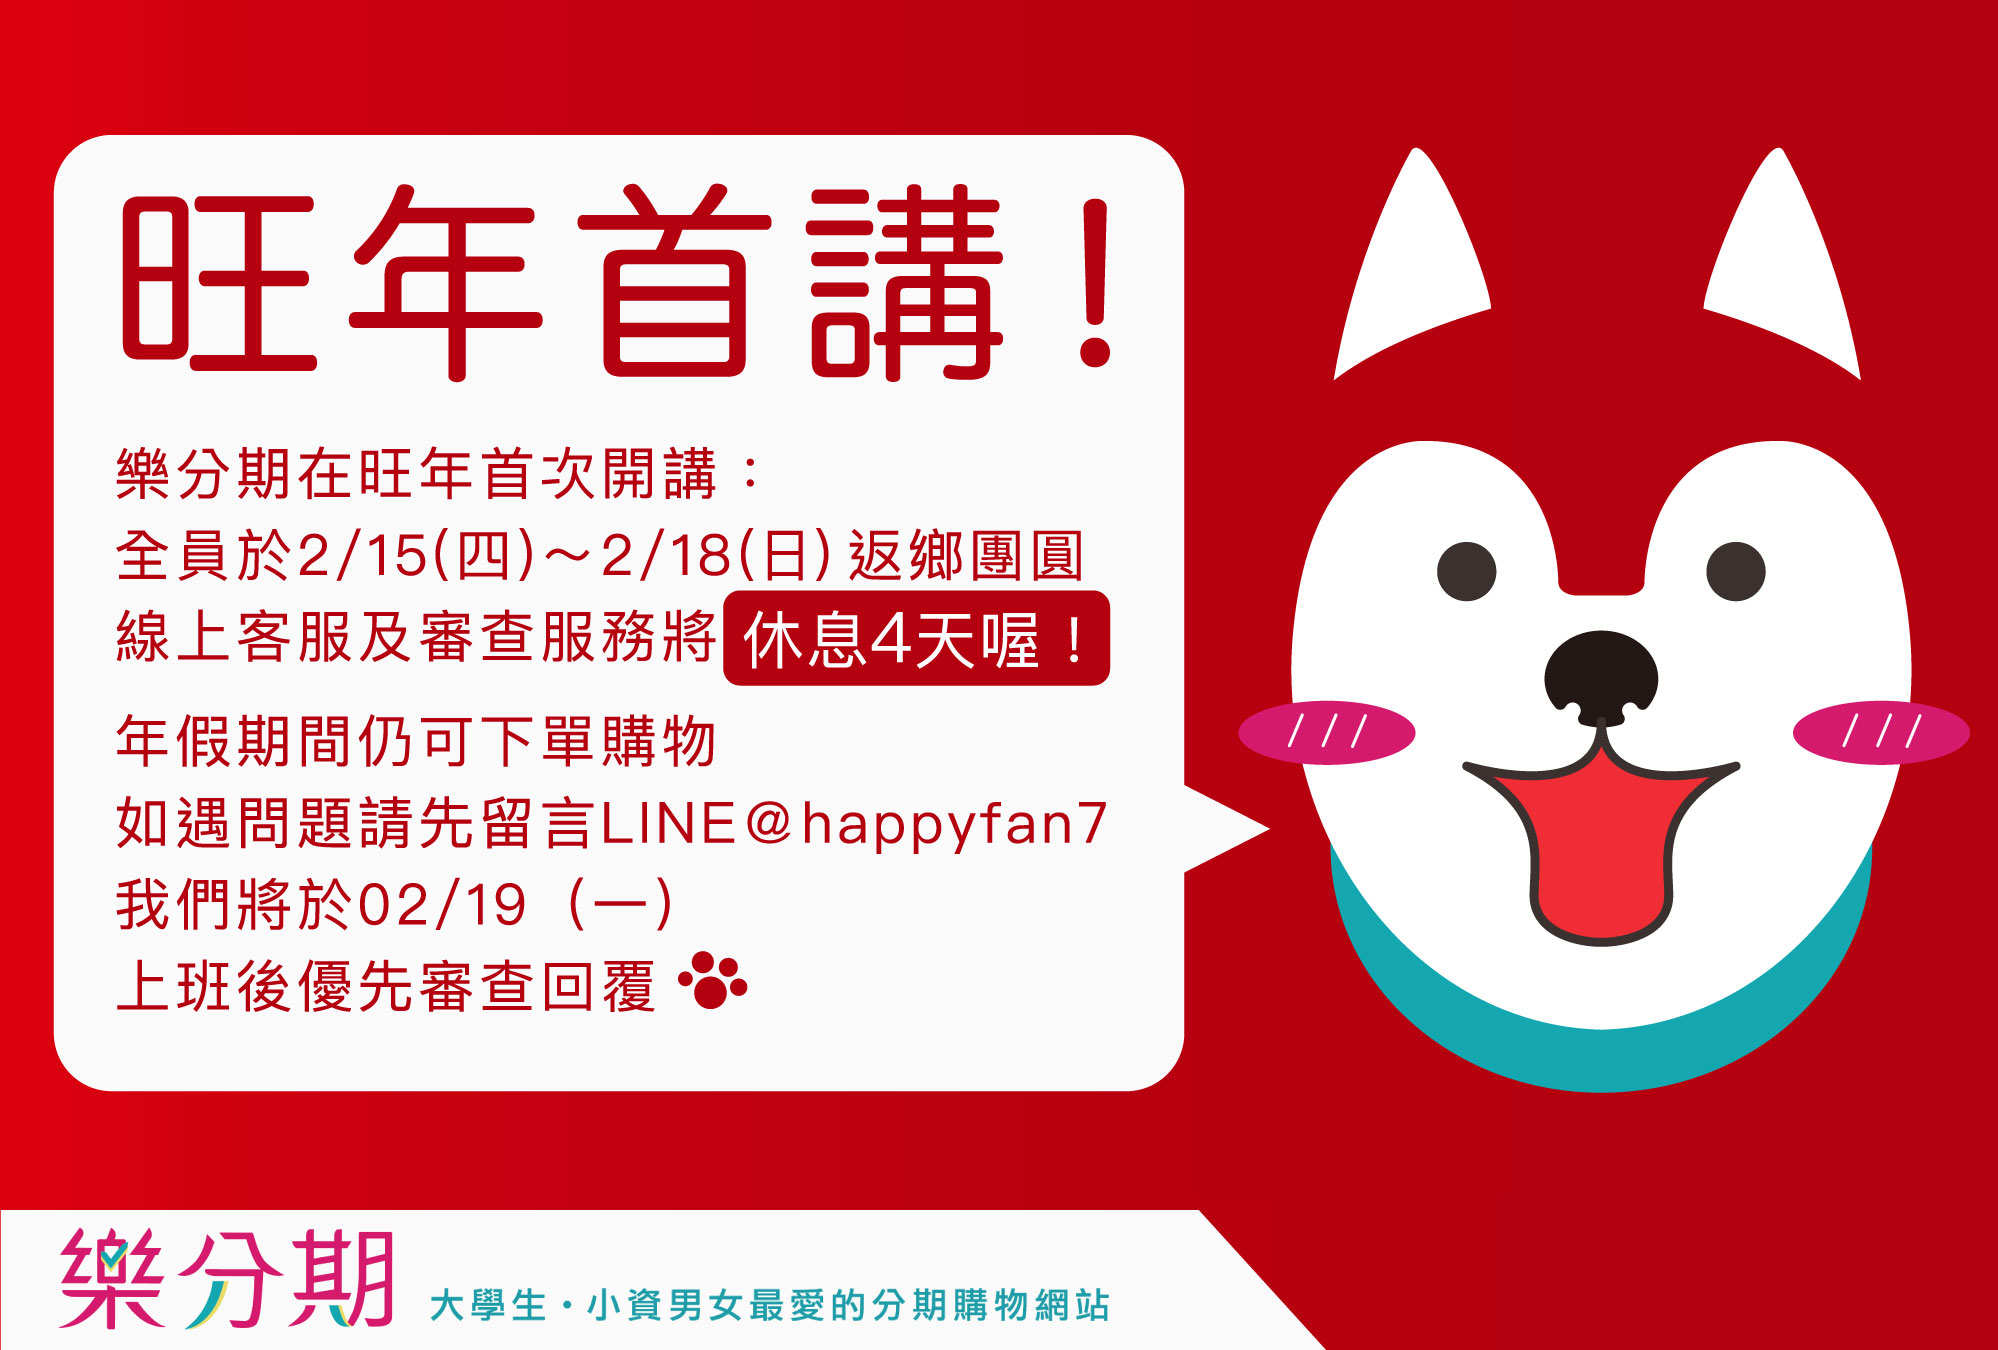 旺年首講！
樂分期在旺年首次開講：
全員於2/15(四)～2/18(日)返鄉團圓
線上客服及審查服務將 休息4天喔！
年假期間仍可下單購物
如遇問題請先留言LINE@happyfan7
我們將於02/19（一）
上班後優先審查回覆
樂分期 大學生・小資男女最愛的分期購物網站